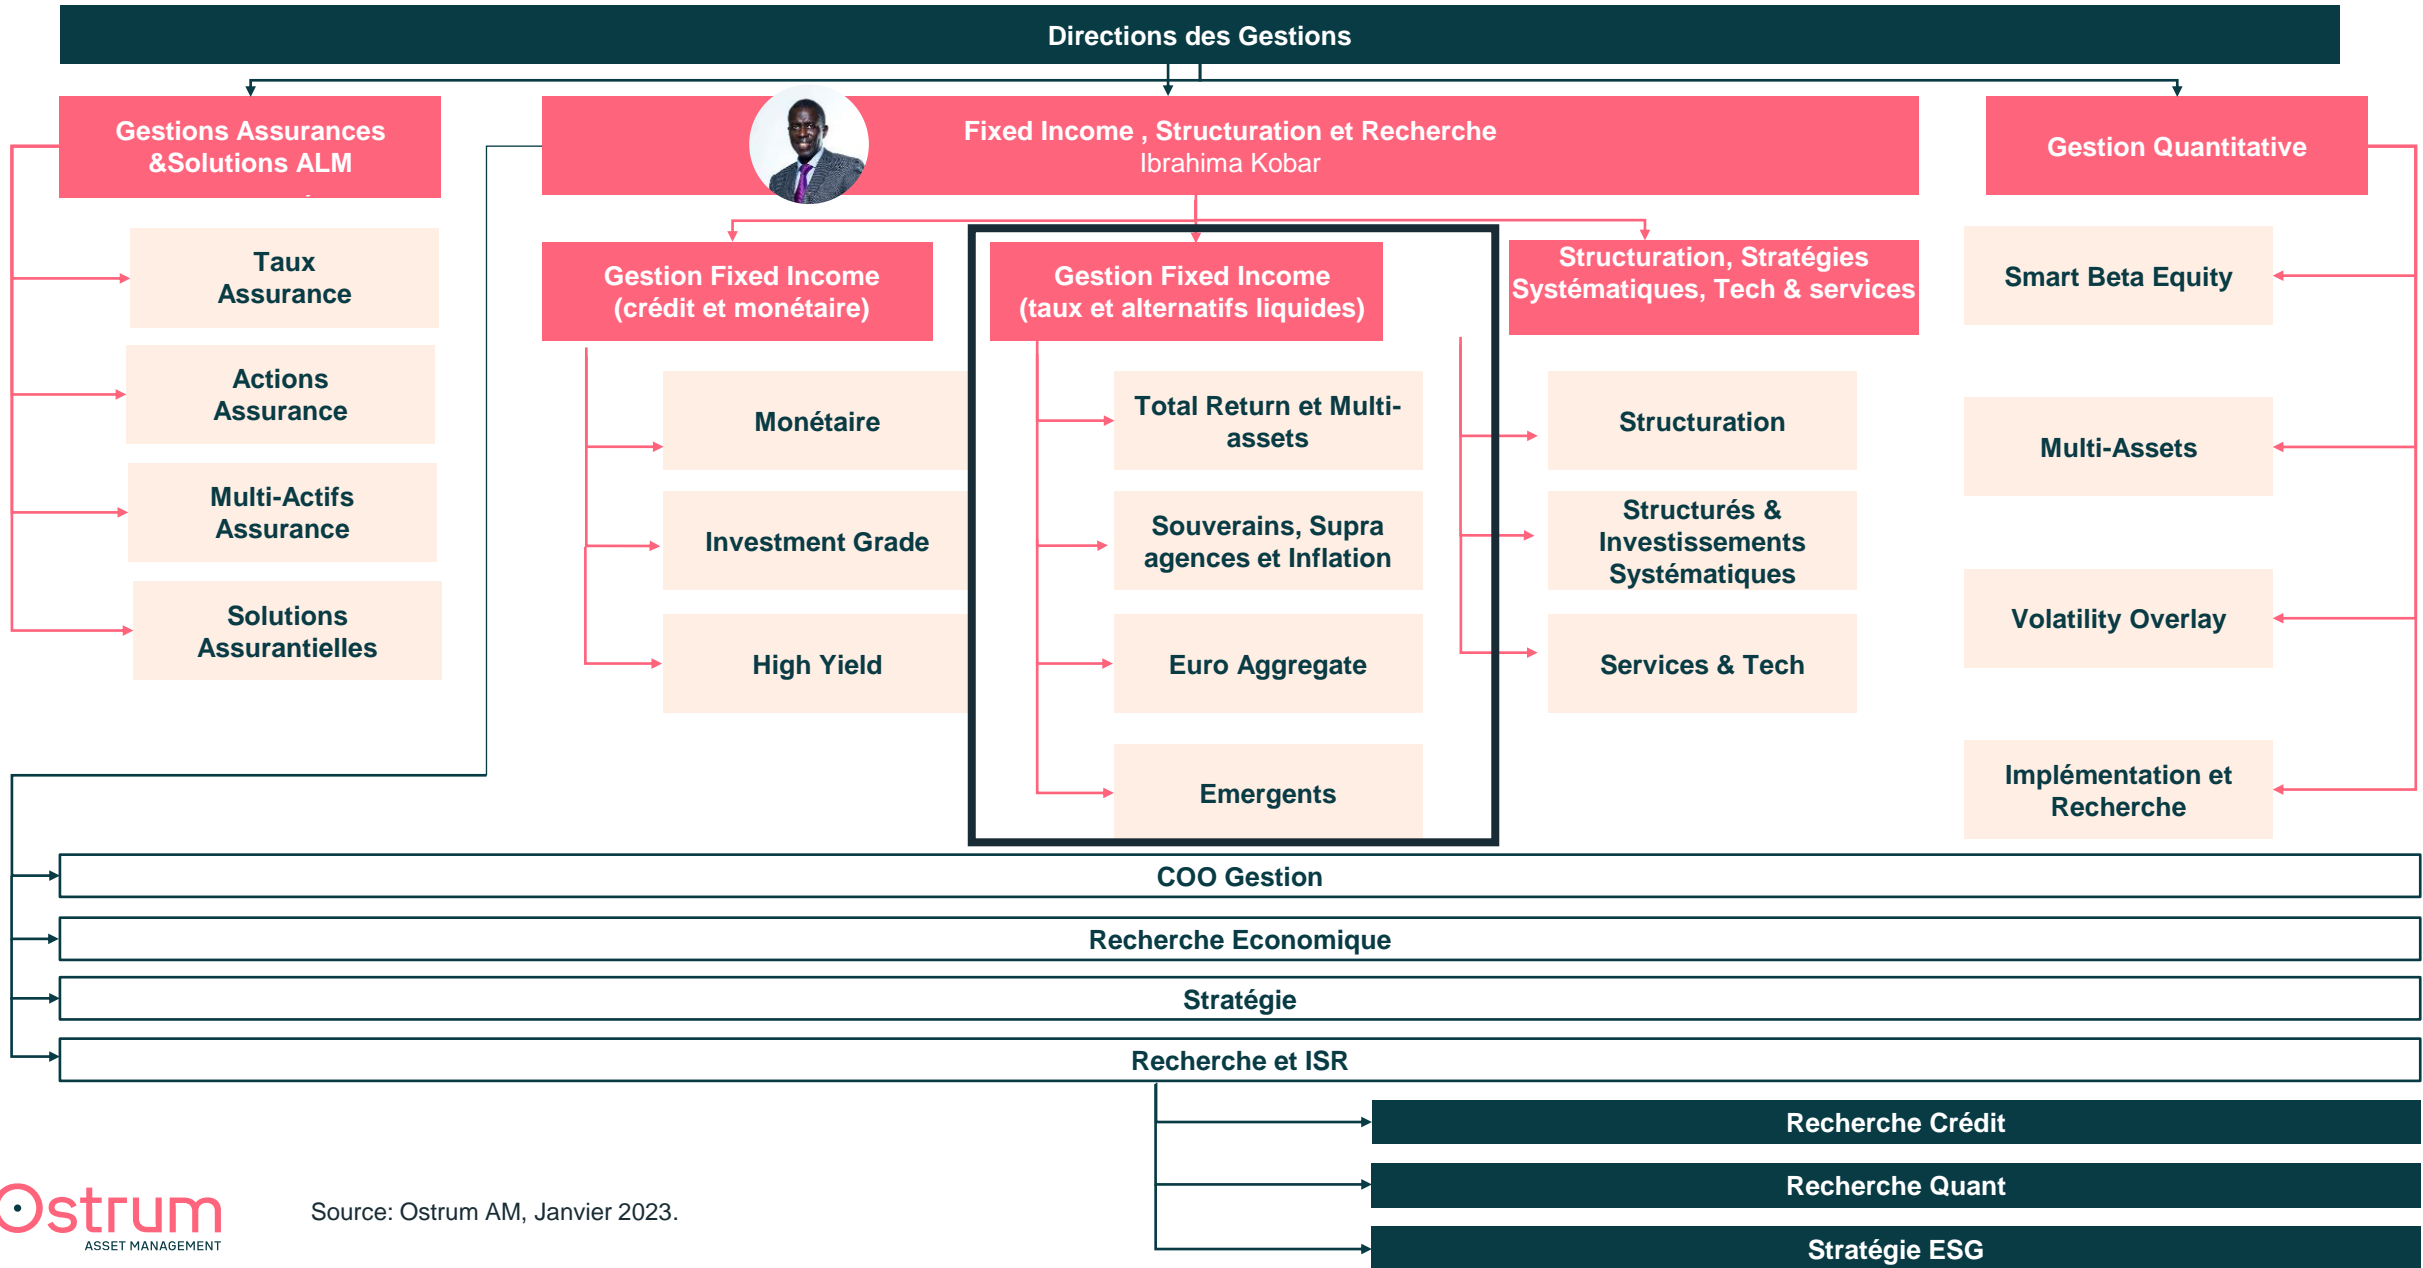 Directions des Gestions
Gestions Assurances
&Solutions ALM
Fixed Income , Structuration et Recherche
Ibrahima Kobar
Gestion Quantitative
Taux
Assurance
Actions
Assurance
Multi-Actifs
Assurance
Solutions
Assurantielles
Gestion Fixed Income
(crédit et monétaire)
Monétaire
Investment Grade
High Yield
Gestion Fixed Income
(taux et alternatifs liquides)
Total Return et Multi-
assets
Souverains, Supra
agences et Inflation
Euro Aggregate
Emergents
Structuration, Stratégies
Systématiques, Tech & services
Structuration
Structurés &
Investissements
Systématiques
Services & Tech
Smart Beta Equity
Multi-Assets
Volatility Overlay
Implémentation et
Recherche
COO Gestion
Recherche Economique
Stratégie
Recherche et ISR
Recherche Crédit
Recherche Quant
Stratégie ESG
Ostrum
ASSET MANAGEMENT
Source: Ostrum AM, Janvier 2023.